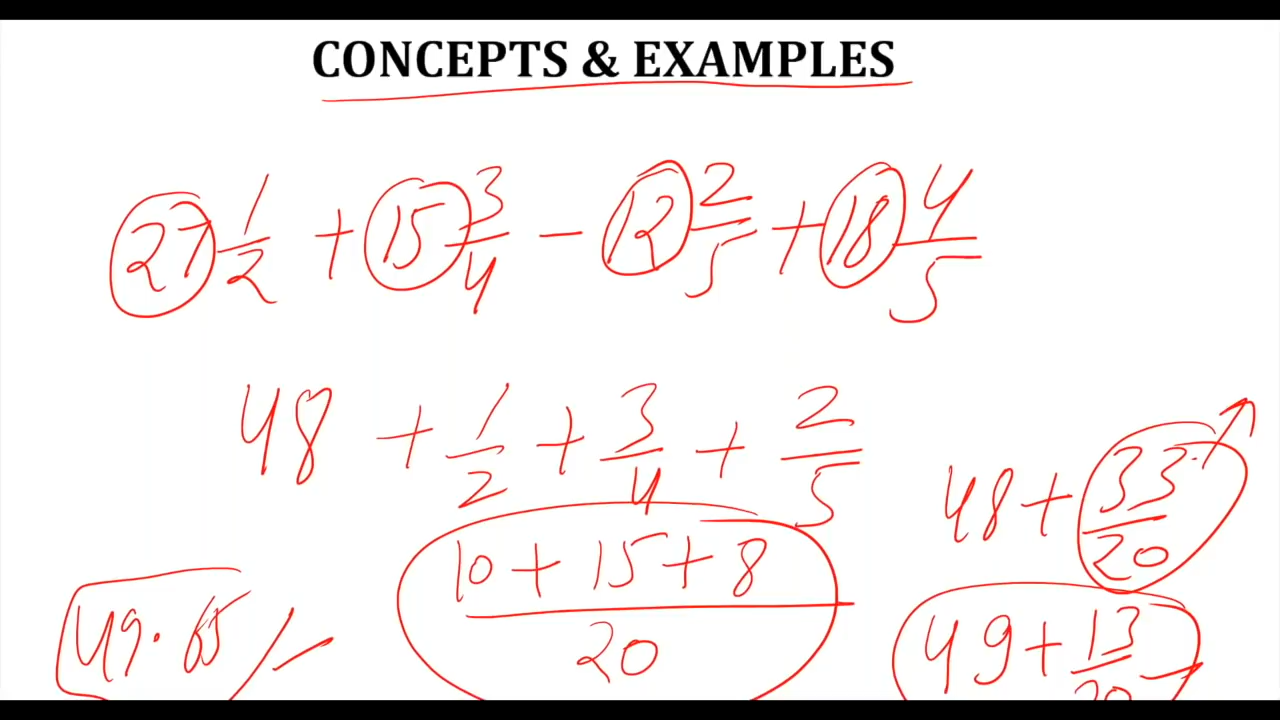 CONCEPTS & EXAMPLES
27 1/2 + 15 3/4 - 12 2/5 + 18 4/5
48 + 1/2 + 3/4 + 2/5
48 + 33/20
10 + 15 + 8
20
49 + 13/20
49.65/-